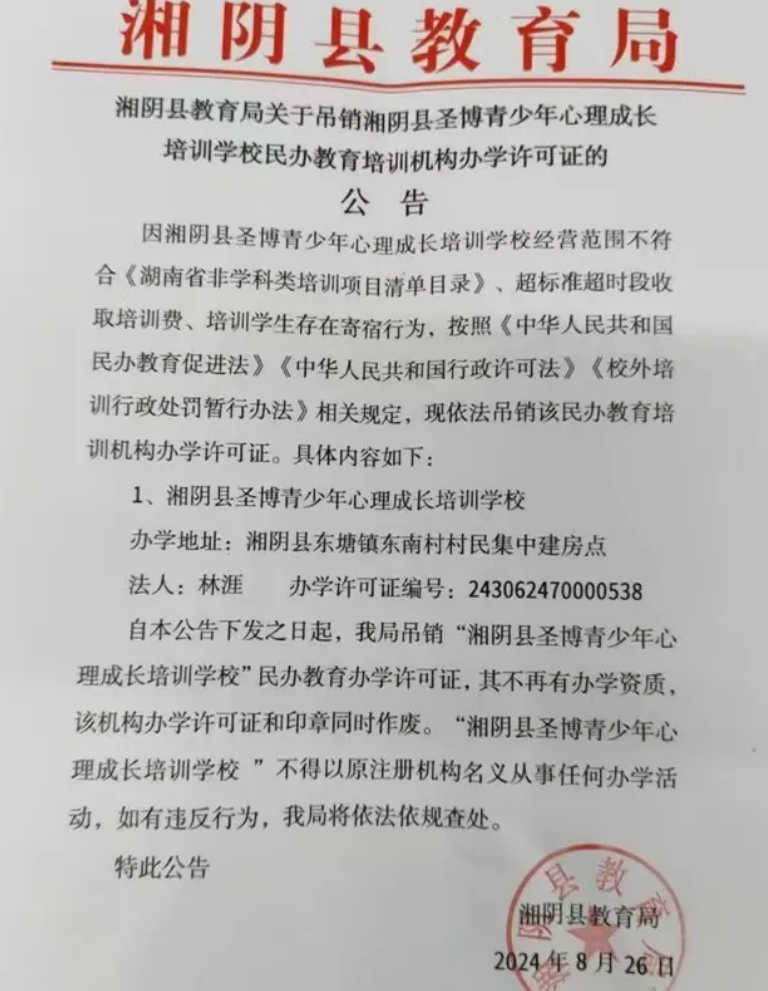 湘阴县教育局
湘阴县教育局关于吊销湘阴县圣博青少年心理成长
培训学校民办教育培训机构办学许可证的
公 告
因湘阴县圣博青少年心理成长培训学校经营范围不符
合《湖南省非学科类培训项目清单目录》、超标准超时段收
取培训费、培训学生存在寄宿行为，按照《中华人民共和国
民办教育促进法》《中华人民共和国行政许可法》《校外培
训行政处罚暂行办法》相关规定，现依法吊销该民办教育培
训机构办学许可证。具体内容如下：
1、湘阴县圣博青少年心理成长培训学校
办学地址：湘阴县东塘镇东南村村民集中建房点
法人：林涯 办学许可证编号：243062470000538
自本公告下发之日起，我局吊销“湘阴县圣博青少年心
理成长培训学校”民办教育办学许可证，其不再有办学资质，
该机构办学许可证和印章同时作废。“湘阴县圣博青少年心
理成长培训学校 ”不得以原注册机构名义从事任何办学活
动，如有违反行为，我局将依法依规查处。
特此公告
湘阴县教育局
2024 年 8 月 26 日
湘阴县教育局